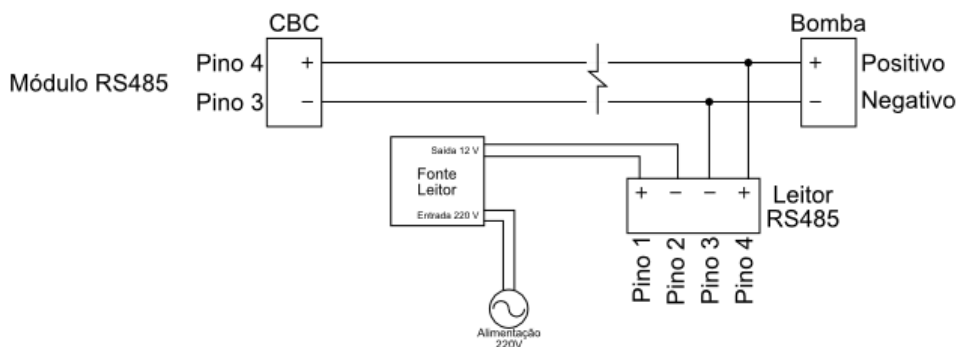 CBC
Bomba
Módulo RS485
Pino 4
+
+
Positivo
Pino 3
−
−
Negativo
Saída 12 V
Fonte
Leitor
Entrada 220 V
+ − − +
Leitor
RS485
Pino 1
Pino 2
Pino 3
Pino 4
Alimentação
220V